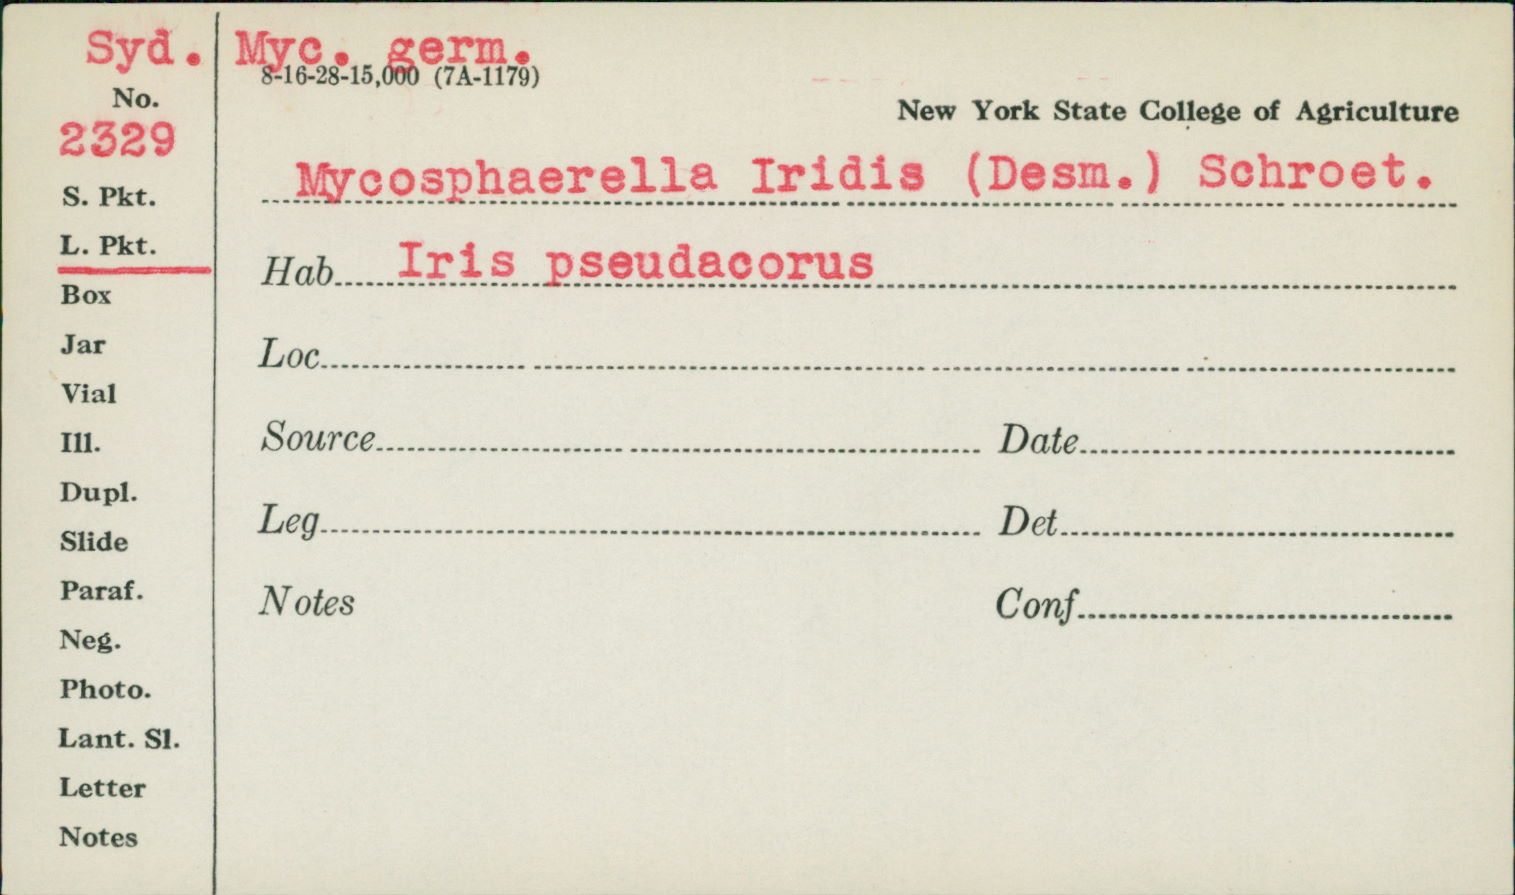 Syd. Myc. germ.
8-16-28-15,000 (7A-1179)
No.
New York State College of Agriculture
2329
Mycosphaerella Iridis (Desm.) Schroet.
S. Pkt.
L. Pkt.
Hab Iris pseudacorus
Box
Jar
Loc
Vial
Ill.
Source Date
Dupl.
Slide
Leg Det
Paraf.
Notes Conf
Neg.
Photo.
Lant. Sl.
Letter
Notes